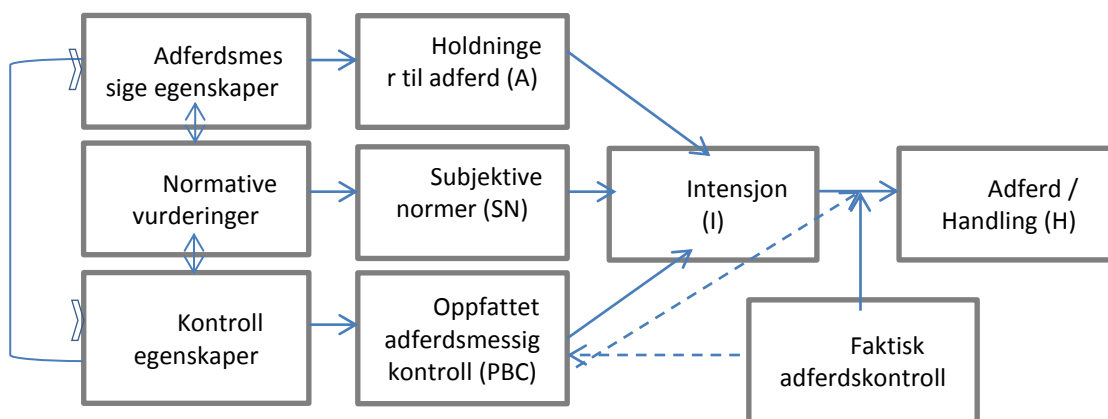 Adferdsmes
sige egenskaper
Holdninge
r til adferd (A)
Normative
vurderinger
Subjektive
normer (SN)
Intensjon
(I)
Adferd /
Handling (H)
Kontroll
egenskaper
Oppfattet
adferdsmessig
kontroll (PBC)
Faktisk
adferdskontroll